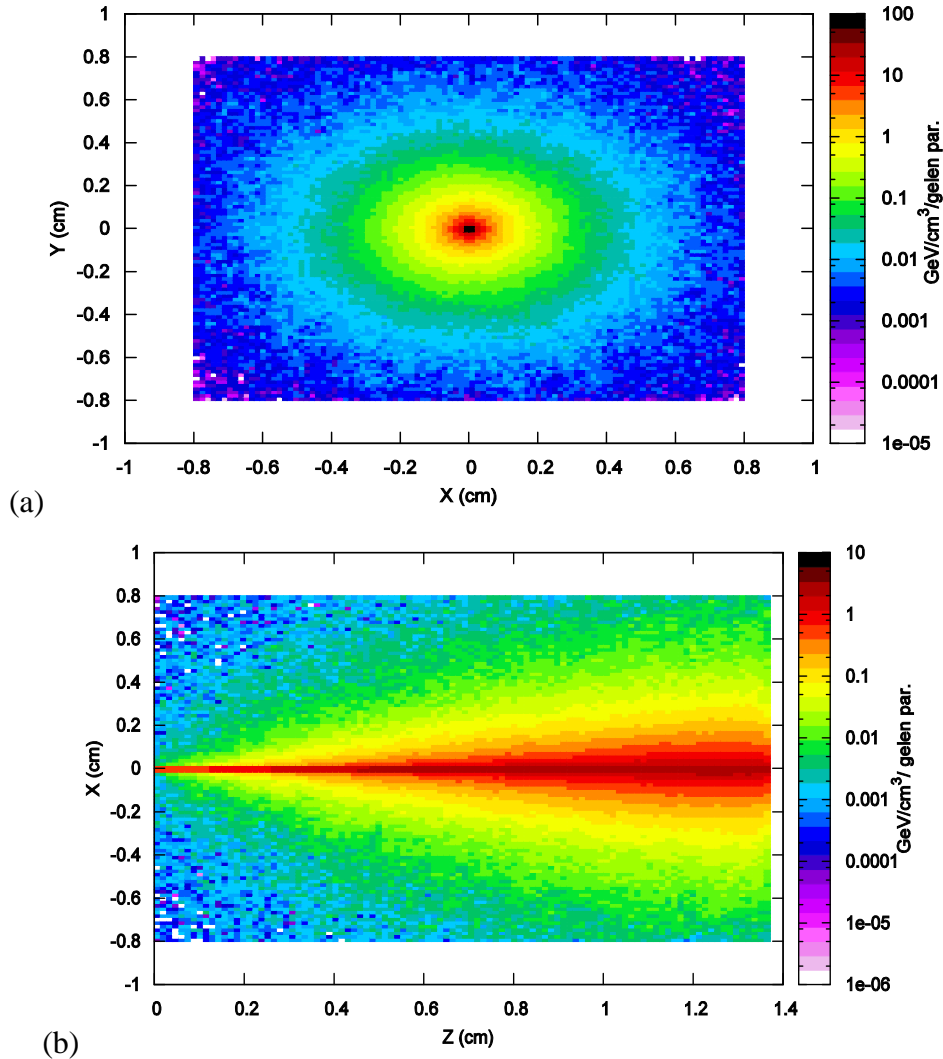 1
0.8
0.6
0.4
0.2
0
-0.2
-0.4
-0.6
-0.8
-1
Y (cm)
-1 -0.8 -0.6 -0.4 -0.2 0 0.2 0.4 0.6 0.8 1
X (cm)
100
10
1
0.1
0.01
0.001
0.0001
1e-05
GeV/cm³/gelen par.
(a)
1
0.8
0.6
0.4
0.2
0
-0.2
-0.4
-0.6
-0.8
-1
X (cm)
0 0.2 0.4 0.6 0.8 1 1.2 1.4
Z (cm)
10
1
0.1
0.01
0.001
0.0001
1e-05
1e-06
GeV/cm³/ gelen par.
(b)